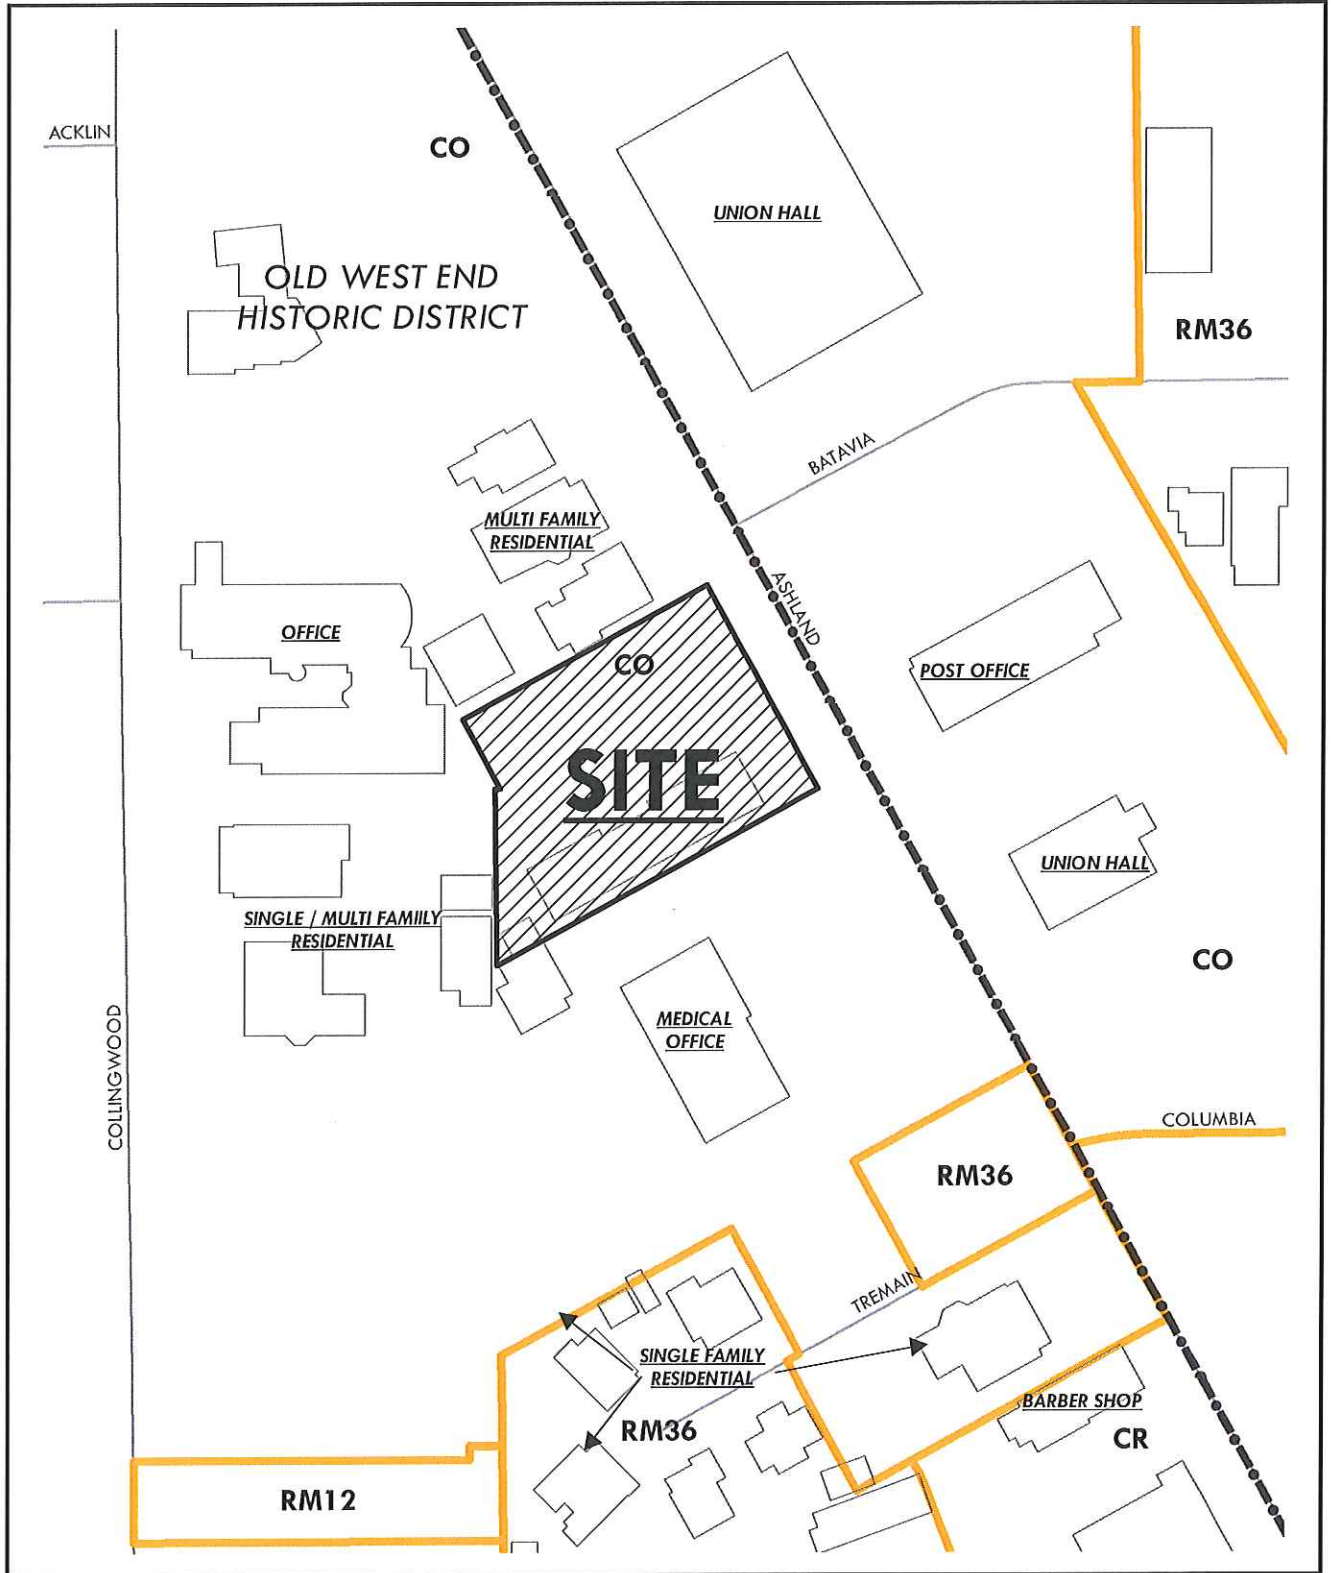 ACKLIN
CO
UNION HALL
OLD WEST END
HISTORIC DISTRICT
RM36
BATAVIA
MULTI FAMILY
RESIDENTIAL
ASHLAND
OFFICE
CO
POST OFFICE
SITE
UNION HALL
SINGLE / MULTI FAMIILY
RESIDENTIAL
CO
MEDICAL
OFFICE
COLLINGWOOD
COLUMBIA
RM36
TREMAIN
SINGLE FAMILY
RESIDENTIAL
BARBER SHOP
RM36
CR
RM12